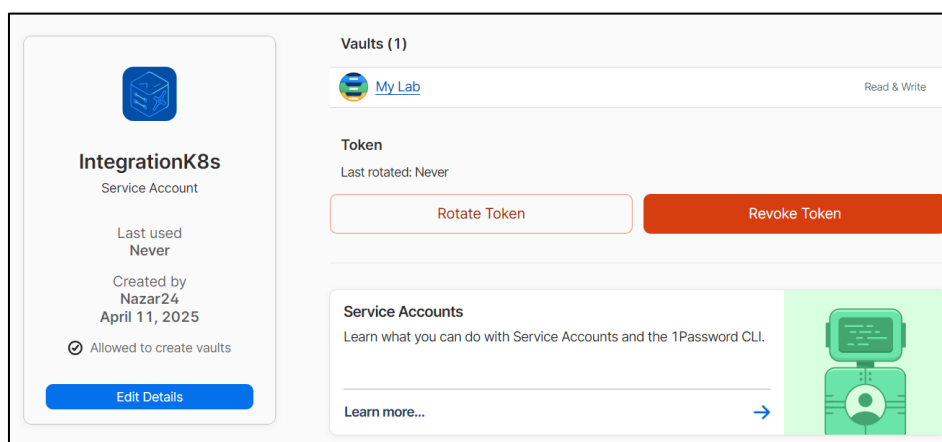 IntegrationK8s
Service Account
Last used
Never
Created by
Nazar24
April 11, 2025
Allowed to create vaults
Edit Details
Vaults (1)
My Lab
Read & Write
Token
Last rotated: Never
Rotate Token
Revoke Token
Service Accounts
Learn what you can do with Service Accounts and the 1Password CLI.
Learn more...